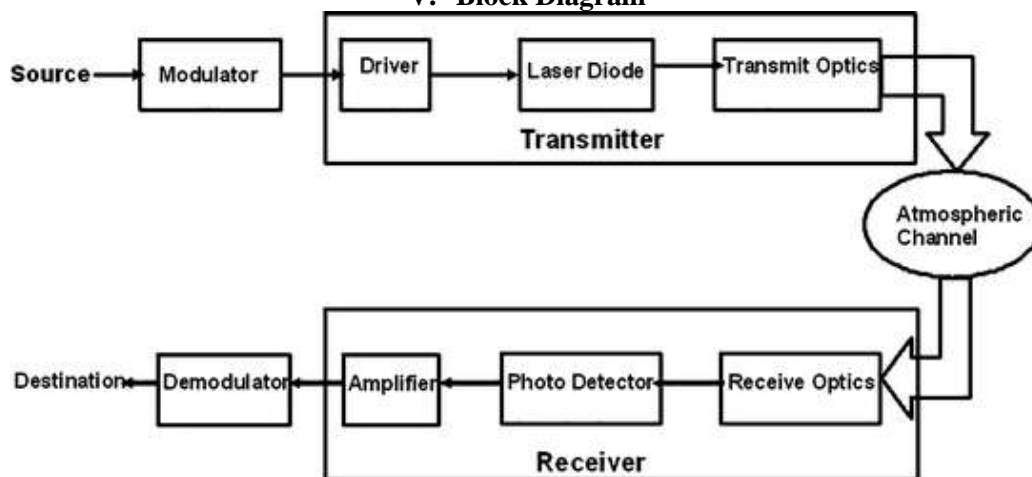 V. Block Diagram
Source
Modulator
Driver
Laser Diode
Transmit Optics
Transmitter
Atmospheric
Channel
Destination
Demodulator
Amplifier
Photo Detector
Receive Optics
Receiver